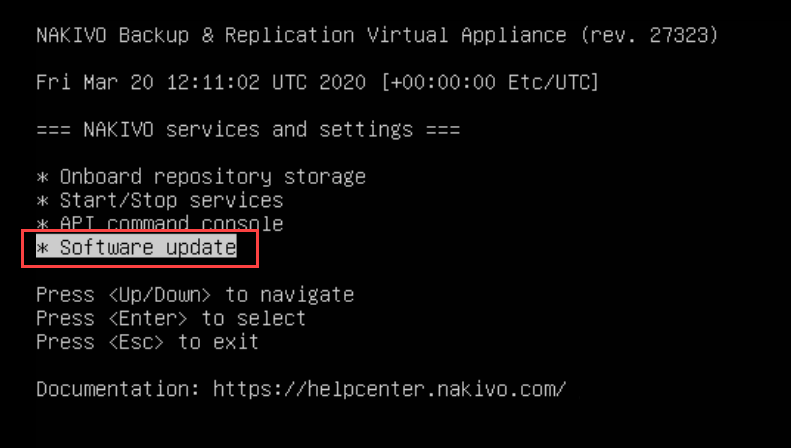 NAKIVO Backup & Replication Virtual Appliance (rev. 27323)
Fri Mar 20 12:11:02 UTC 2020 [+00:00:00 Etc/UTC]
=== NAKIVO services and settings ===
* Onboard repository storage
* Start/Stop services
* API command console
* Software update
Press <Up/Down> to navigate
Press <Enter> to select
Press <Esc> to exit
Documentation: https://helpcenter.nakivo.com/